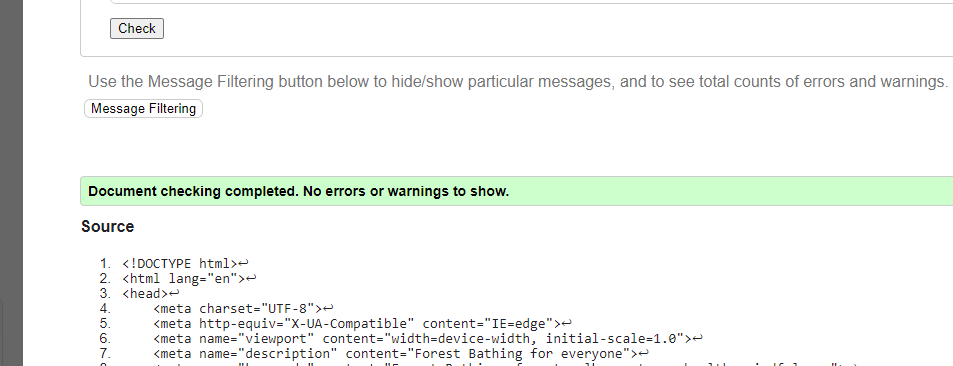 Check
Use the Message Filtering button below to hide/show particular messages, and to see total counts of errors and warnings.
Message Filtering
Document checking completed. No errors or warnings to show.
Source
1. <!DOCTYPE html>↩
2. <html lang="en">↩
3. <head>↩
4. <meta charset="UTF-8">↩
5. <meta http-equiv="X-UA-Compatible" content="IE=edge">↩
6. <meta name="viewport" content="width=device-width, initial-scale=1.0">↩
7. <meta name="description" content="Forest Bathing for everyone">↩